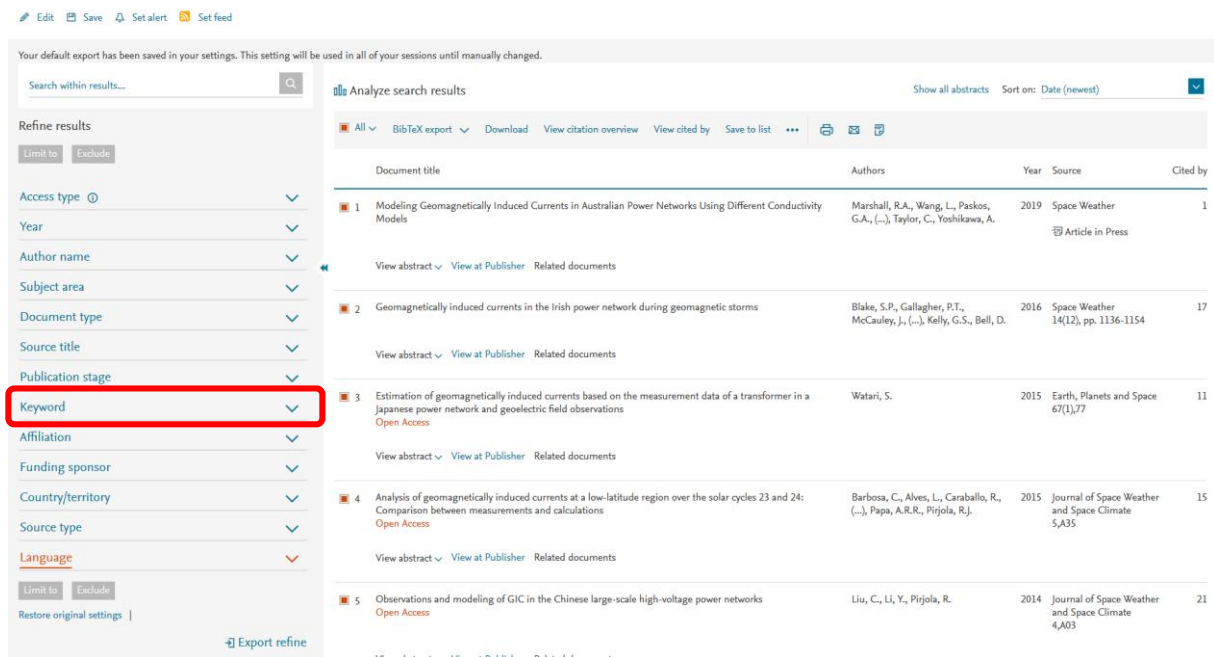 Edit Save Set alert Set feed
Your default export has been saved in your settings. This setting will be used in all of your sessions until manually changed.
Search within results...
Refine results
Limit to Exclude
Access type
Year
Author name
Subject area
Document type
Source title
Publication stage
Keyword
Affiliation
Funding sponsor
Country/territory
Source type
Language
Limit to Exclude
Restore original settings |
Export refine
Analyze search results
Show all abstracts Sort on: Date (newest)
All BibTeX export Download View citation overview View cited by Save to list •••
Document title Authors Year Source Cited by
1 Modeling Geomagnetically Induced Currents in Australian Power Networks Using Different Conductivity Marshall, R.A., Wang, L., Paskos, 2019 Space Weather 1
Models G.A., (...), Taylor, C., Yoshikawa, A.
Article in Press
View abstract View at Publisher Related documents
2 Geomagnetically induced currents in the Irish power network during geomagnetic storms Blake, S.P., Gallagher, P.T., 2016 Space Weather 17
McCauley, J., (...), Kelly, G.S., Bell, D. 14(12), pp. 1136-1154
View abstract View at Publisher Related documents
3 Estimation of geomagnetically induced currents based on the measurement data of a transformer in a Watari, S. 2015 Earth, Planets and Space 11
Japanese power network and geoelectric field observations 67(1),77
Open Access
View abstract View at Publisher Related documents
4 Analysis of geomagnetically induced currents at a low-latitude region over the solar cycles 23 and 24: Barbosa, C., Alves, L., Caraballo, R., 2015 Journal of Space Weather 15
Comparison between measurements and calculations (...), Papa, A.R.R., Pirjola, R.J. and Space Climate
Open Access 5,A35
View abstract View at Publisher Related documents
5 Observations and modeling of GIC in the Chinese large-scale high-voltage power networks Liu, C., Li, Y., Pirjola, R. 2014 Journal of Space Weather 21
Open Access and Space Climate
4,A03